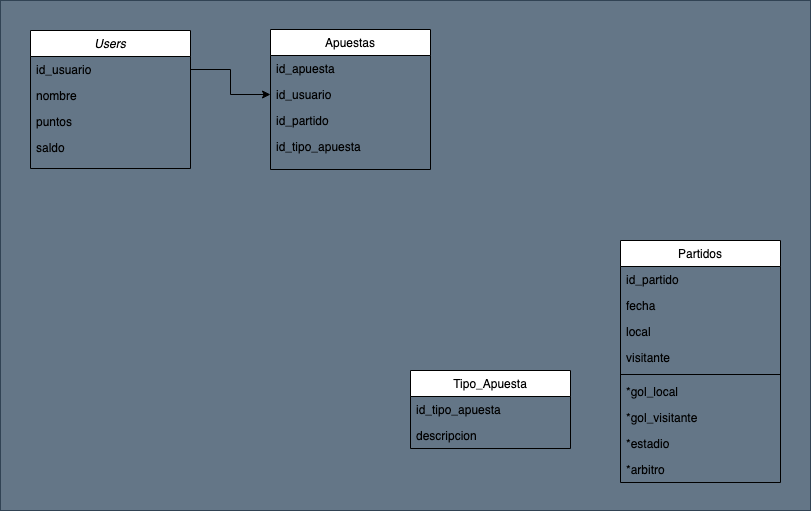 Users
id_usuario
nombre
puntos
saldo
Apuestas
id_apuesta
id_usuario
id_partido
id_tipo_apuesta
Partidos
id_partido
fecha
local
visitante
*gol_local
*gol_visitante
*estadio
*arbitro
Tipo_Apuesta
id_tipo_apuesta
descripcion